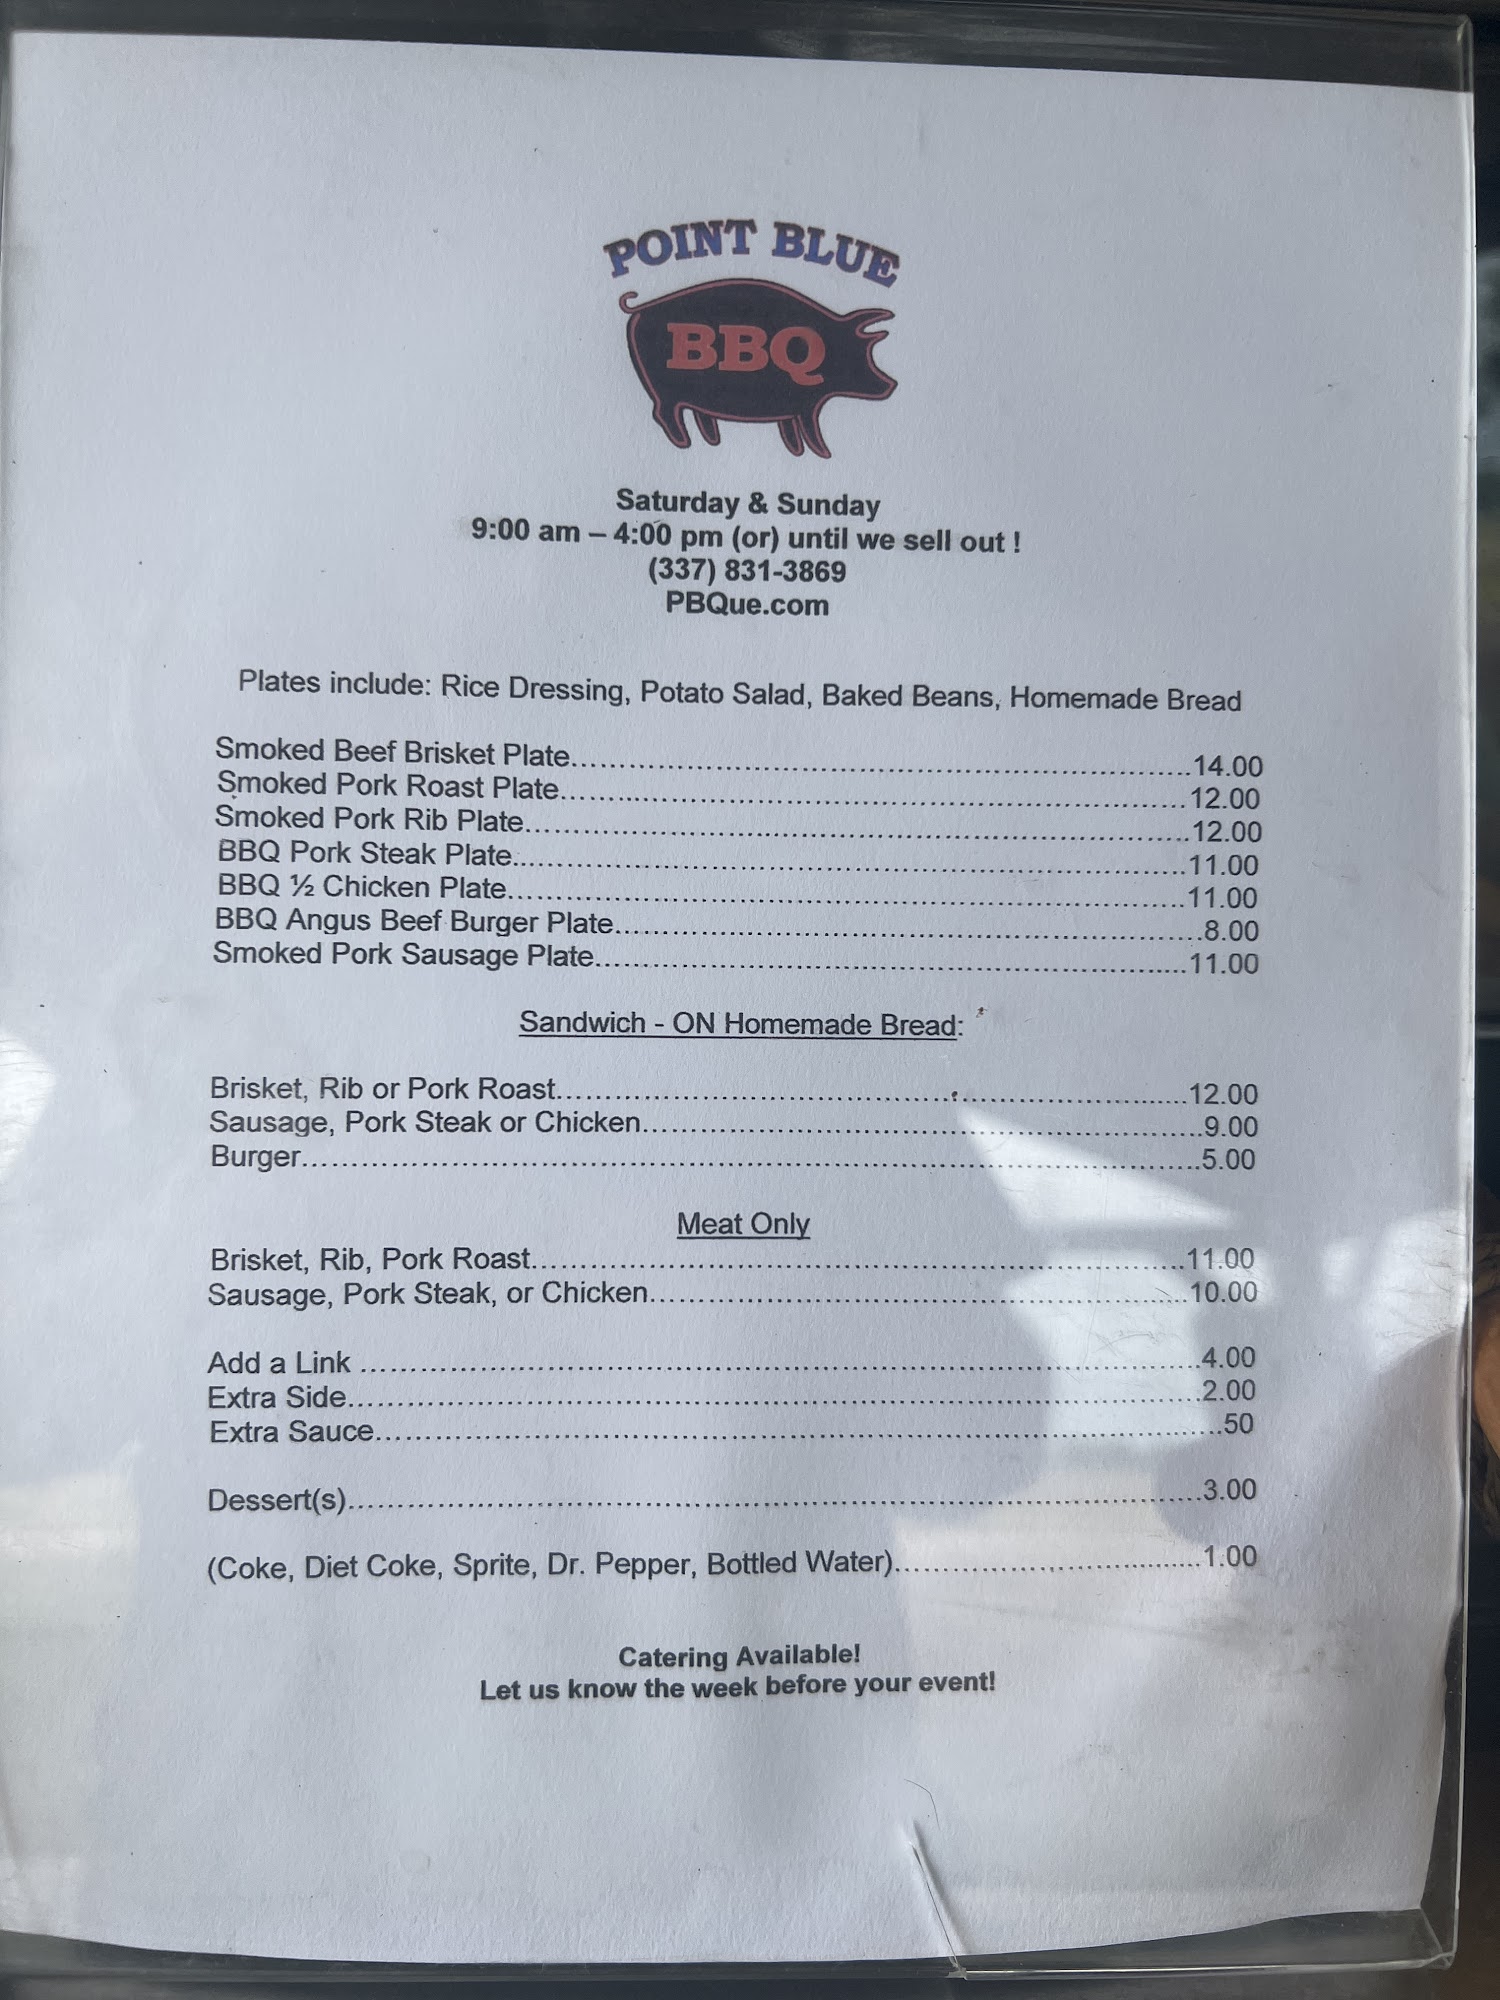 POINT BLUE
BBQ
Saturday & Sunday
9:00 am – 4:00 pm (or) until we sell out !
(337) 831-3869
PBQue.com
Plates include: Rice Dressing, Potato Salad, Baked Beans, Homemade Bread
Smoked Beef Brisket Plate..........14.00
Smoked Pork Roast Plate..........12.00
Smoked Pork Rib Plate..........12.00
BBQ Pork Steak Plate..........11.00
BBQ ½ Chicken Plate..........11.00
BBQ Angus Beef Burger Plate..........8.00
Smoked Pork Sausage Plate..........11.00
Sandwich - ON Homemade Bread:
Brisket, Rib or Pork Roast..........12.00
Sausage, Pork Steak or Chicken..........9.00
Burger..........5.00
Meat Only
Brisket, Rib, Pork Roast..........11.00
Sausage, Pork Steak, or Chicken..........10.00
Add a Link ..........4.00
Extra Side..........2.00
Extra Sauce...........50
Dessert(s)..........3.00
(Coke, Diet Coke, Sprite, Dr. Pepper, Bottled Water)..........1.00
Catering Available!
Let us know the week before your event!